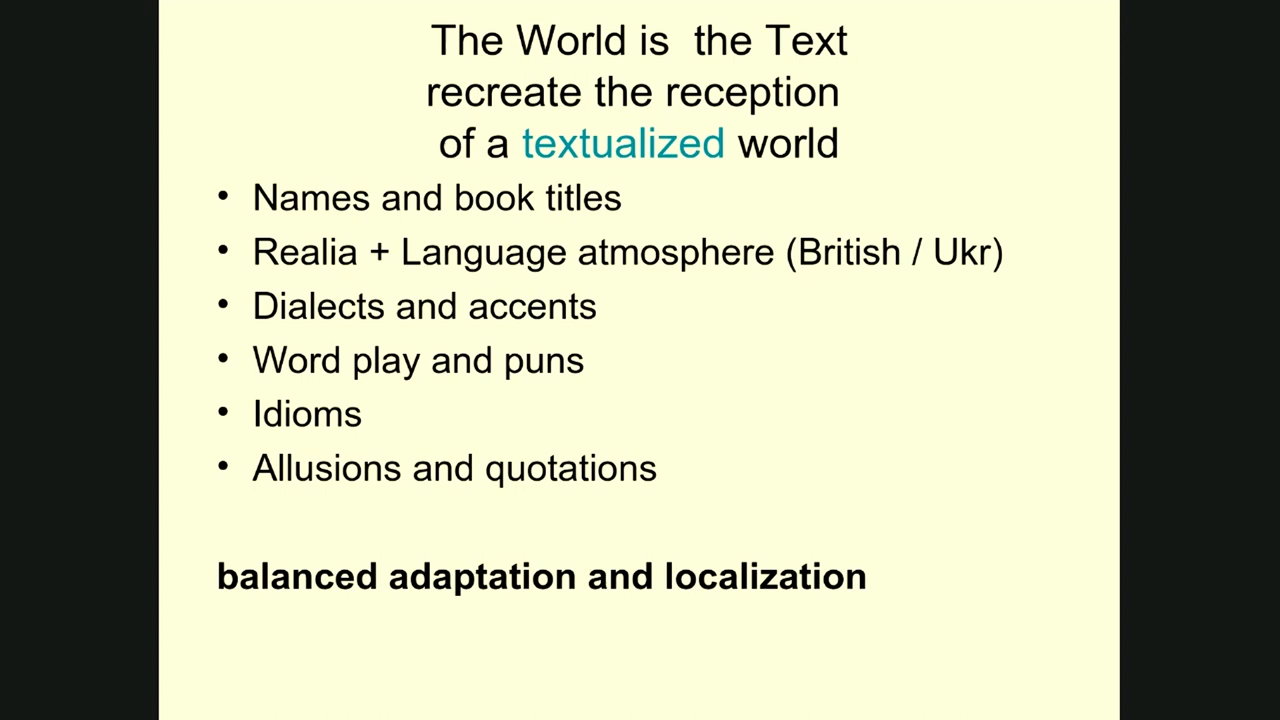 The World is  the Text
recreate the reception
of a textualized world
• Names and book titles
• Realia + Language atmosphere (British / Ukr)
• Dialects and accents
• Word play and puns
• Idioms
• Allusions and quotations
balanced adaptation and localization